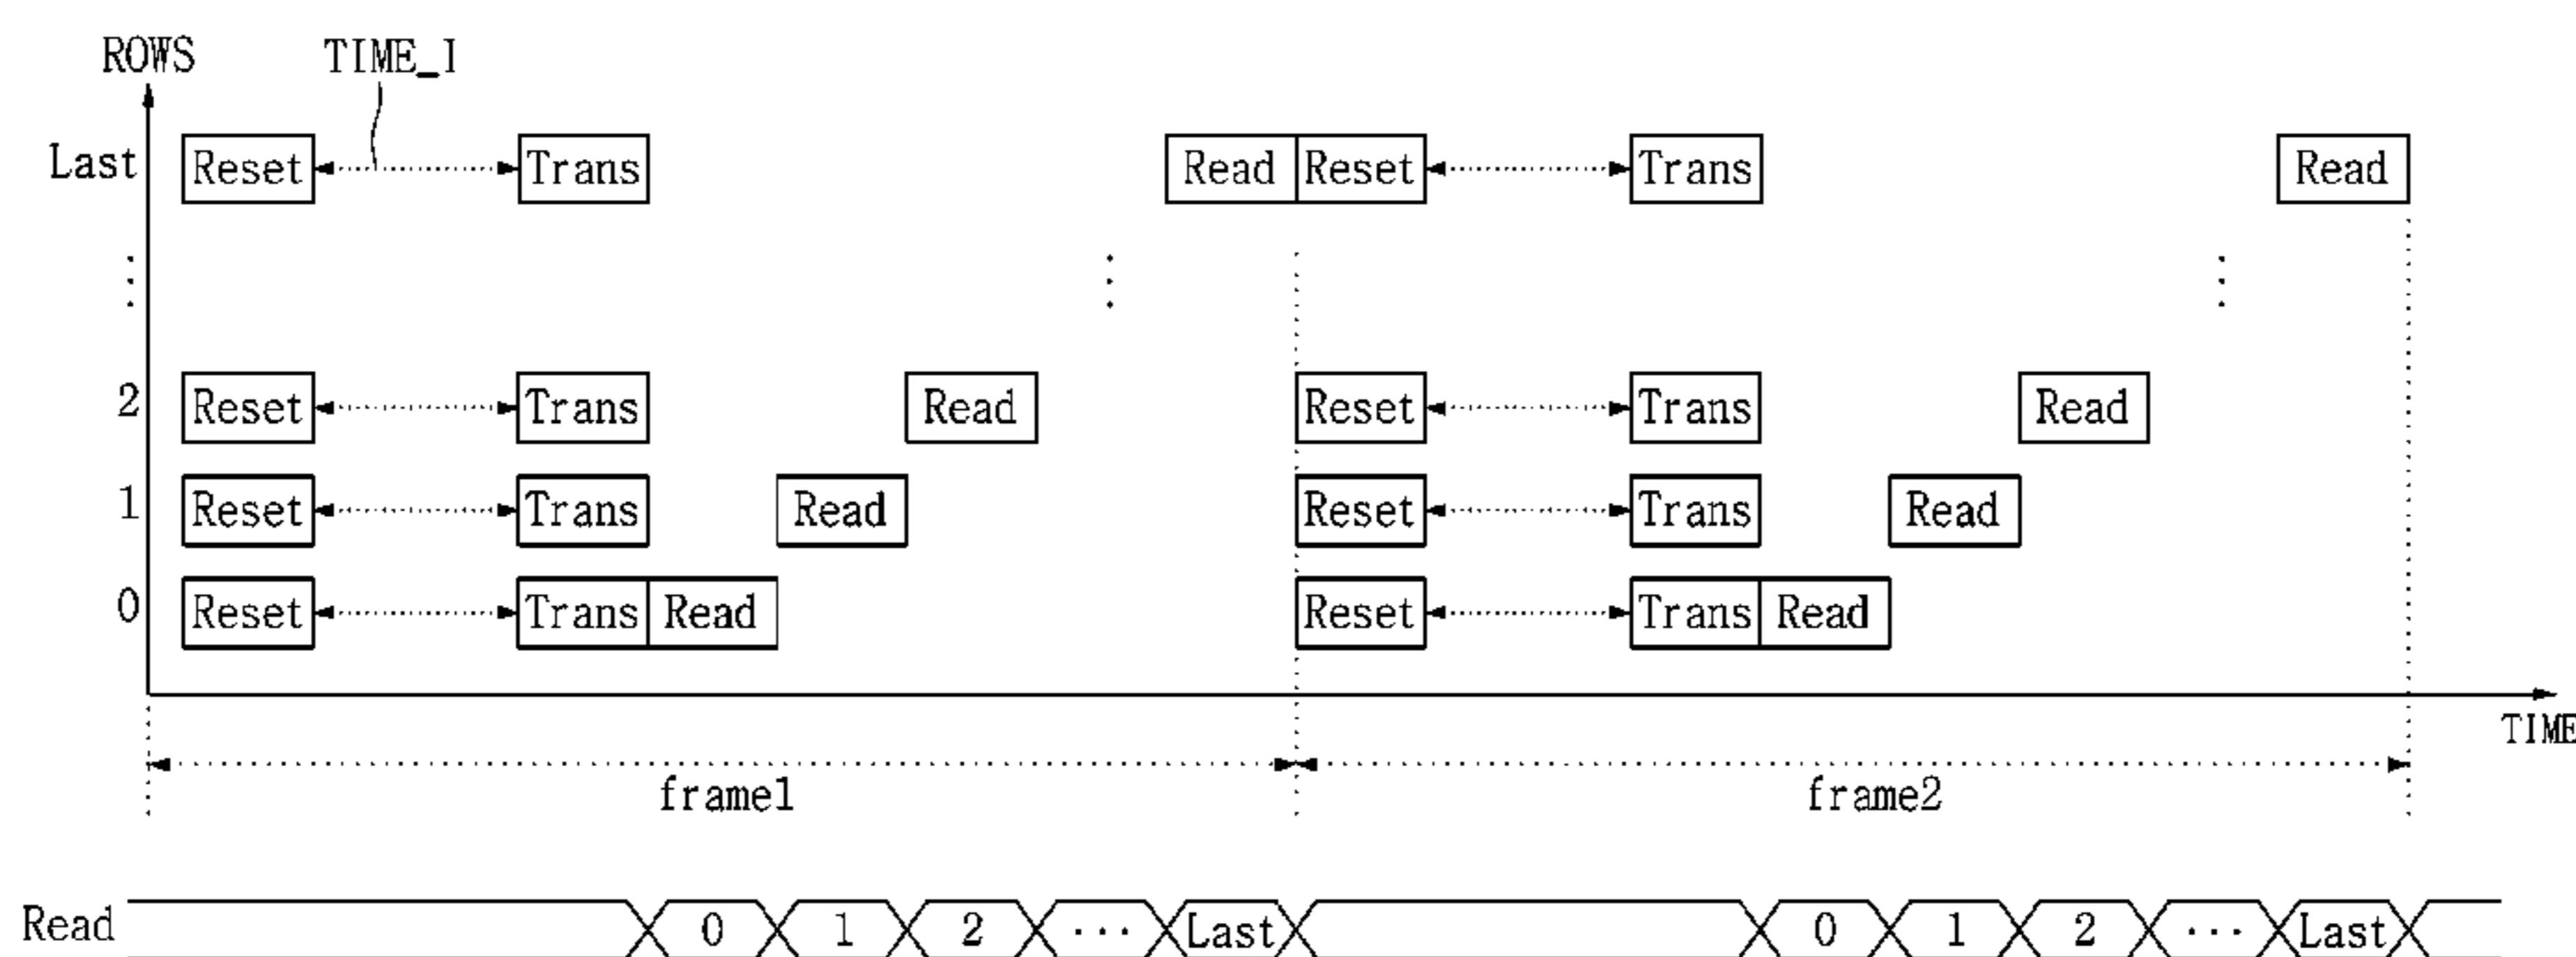 ROWS TIME_I
Last Reset Trans Read Reset Trans Read
2 Reset Trans Read Reset Trans Read
1 Reset Trans Read Reset Trans Read
0 Reset Trans Read Reset Trans Read
TIME
frame1 frame2
Read 0 1 2 ... Last 0 1 2 ... Last